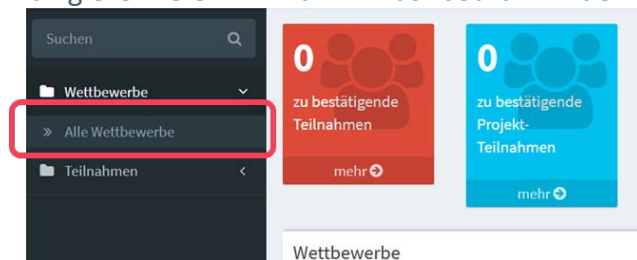 Suchen
Wettbewerbe
» Alle Wettbewerbe
Teilnahmen
0
zu bestätigende
Teilnahmen
mehr
0
zu bestätigende
Projekt-
Teilnahmen
mehr
Wettbewerbe